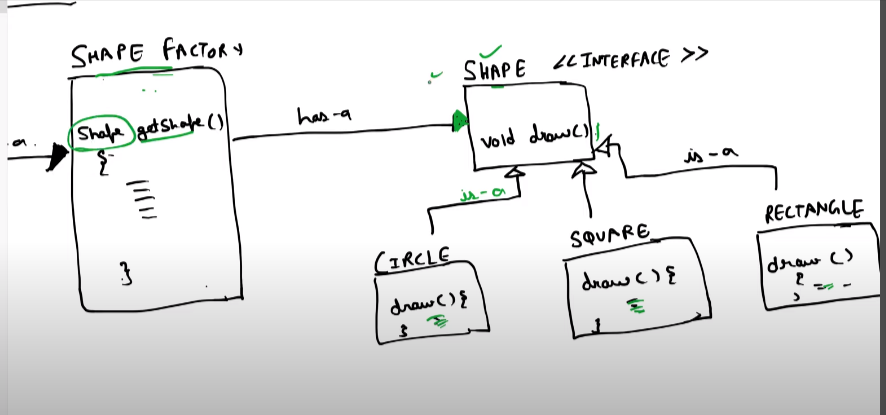 SHAPE FACTORY
Shape getShape()
{
}
a
has-a
SHAPE <<INTERFACE>>
void draw();
is-a
is-a
CIRCLE
draw(){
}
SQUARE
draw(){
}
RECTANGLE
draw()
{
}